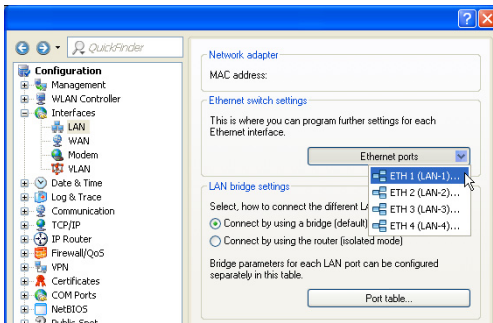 QuickFinder
Configuration
Management
WLAN Controller
Interfaces
LAN
WAN
Modem
VLAN
Date & Time
Log & Trace
Communication
TCP/IP
IP Router
Firewall/QoS
VPN
Certificates
COM Ports
NetBIOS
Public-Spot
Network adapter
MAC address:
Ethernet switch settings
This is where you can program further settings for each
Ethernet interface.
Ethernet ports
ETH 1 (LAN-1)...
ETH 2 (LAN-2)...
ETH 3 (LAN-3)...
ETH 4 (LAN-4)...
LAN bridge settings
Select, how to connect the different LA
Connect by using a bridge (default)
Connect by using the router (isolated mode)
Bridge parameters for each LAN port can be configured
separately in this table.
Port table...